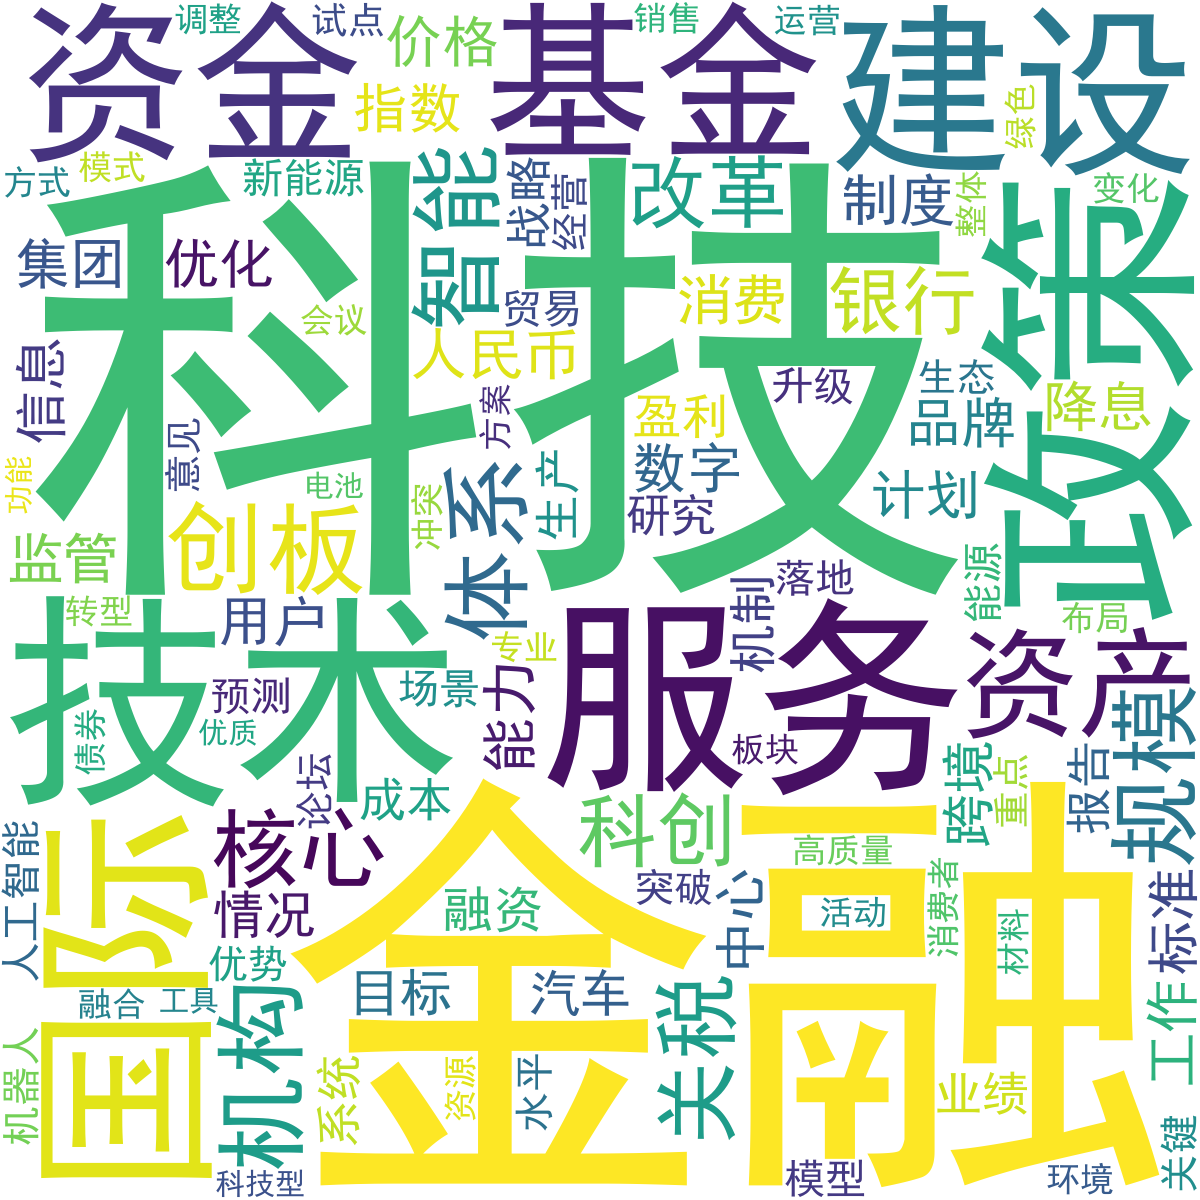 资金
调整
试点
价格
基金
销售
运营
建设
指数
绿色
方式
模式
新能源
智能
战略
经营
改革
制度
整体
变化
政策
科技
集团
优化
会议
贸易
消费
银行
人民币
信息
意见
方案
升级
生态
品牌
降息
盈利
数字
计划
功能
电池
冲突
体系
生产
研究
创板
监管
能源
转型
用户
落地
机制
布局
技术
专业
服务
资产
预测
场景
能力
债券
优质
板块
规模
论坛
成本
跨境
重点
报告
国际
核心
科创
金融
高质量
人工智能
情况
融资
突破
中心
活动
消费者
材料
标准
优势
融合
工具
目标
汽车
机构
关税
工作
机器人
系统
资源
水平
业绩
科技型
模型
环境
关键